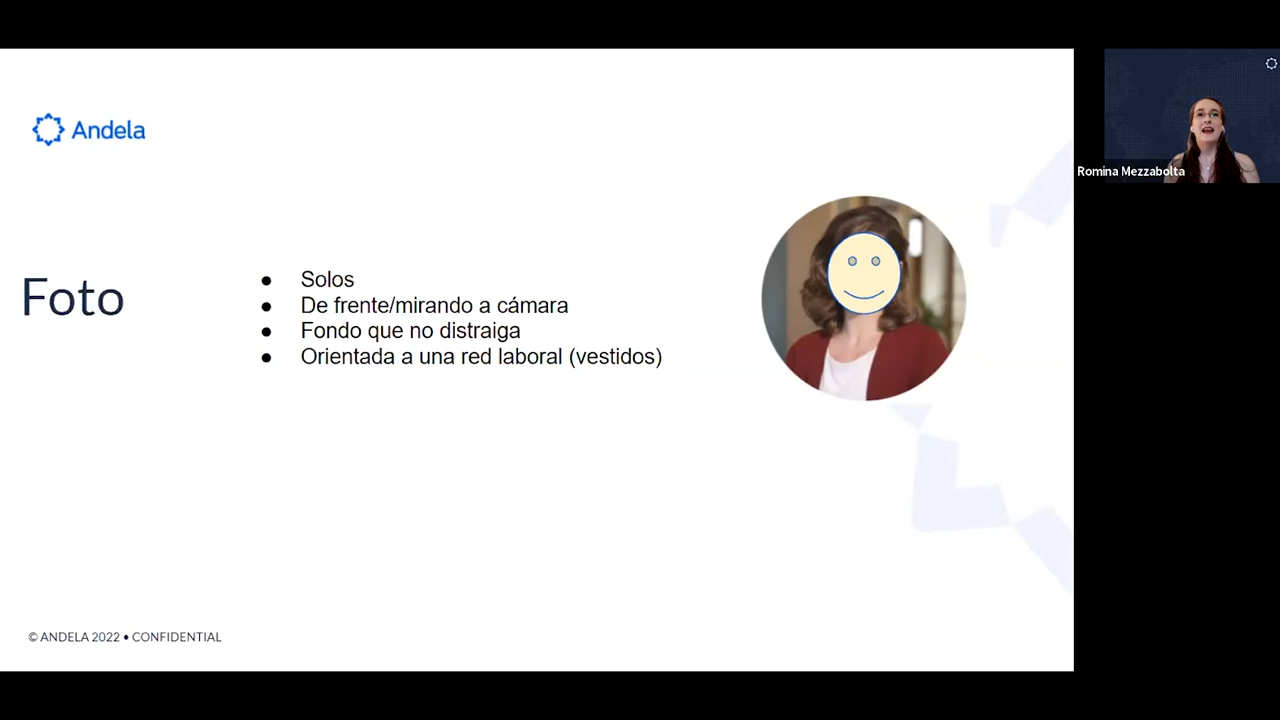 Andela
Romina Mezzabolta
Foto
● Solos
● De frente/mirando a cámara
● Fondo que no distraiga
● Orientada a una red laboral (vestidos)
© ANDELA 2022 • CONFIDENTIAL